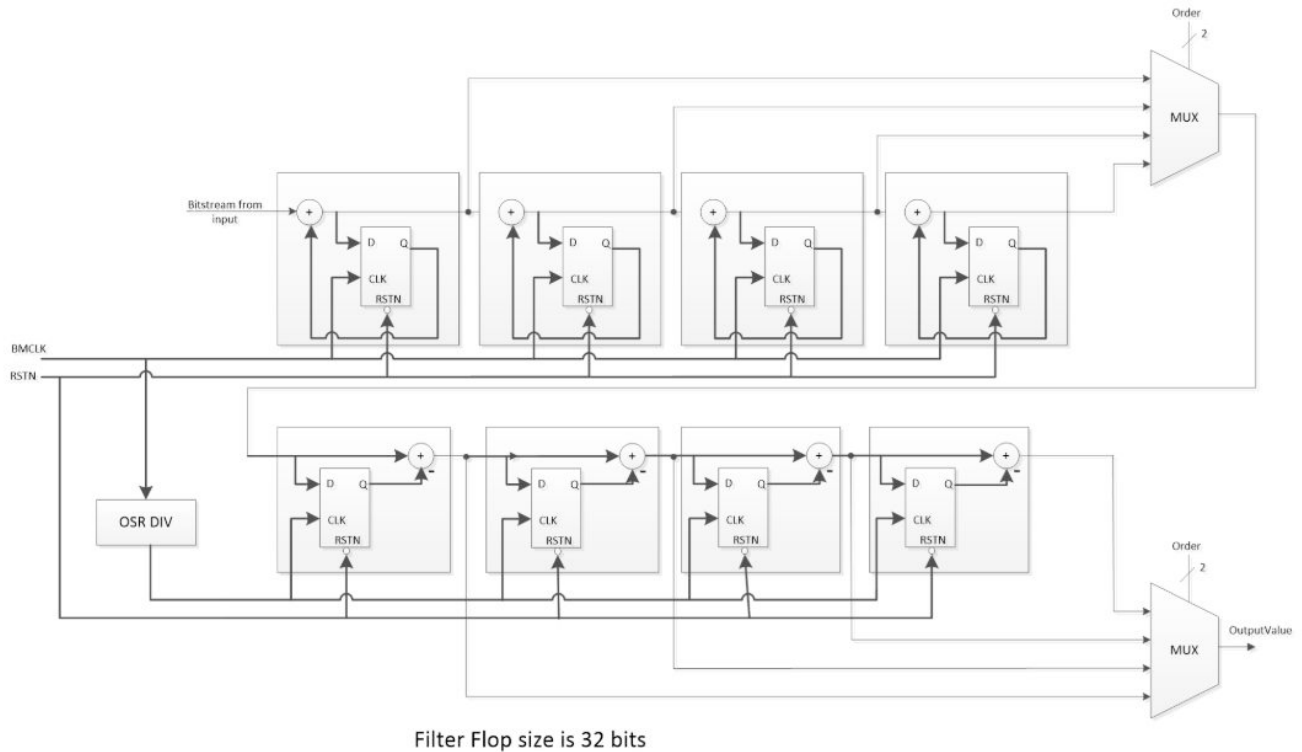 Order
2
MUX
Bitstream from
input
+
+
+
+
D Q
CLK
RSTN
D Q
CLK
RSTN
D Q
CLK
RSTN
D Q
CLK
RSTN
BMCLK
RSTN
+
-
+
-
+
-
+
-
D Q
CLK
RSTN
D Q
CLK
RSTN
D Q
CLK
RSTN
D Q
CLK
RSTN
OSR DIV
Order
2
MUX
OutputValue
Filter Flop size is 32 bits